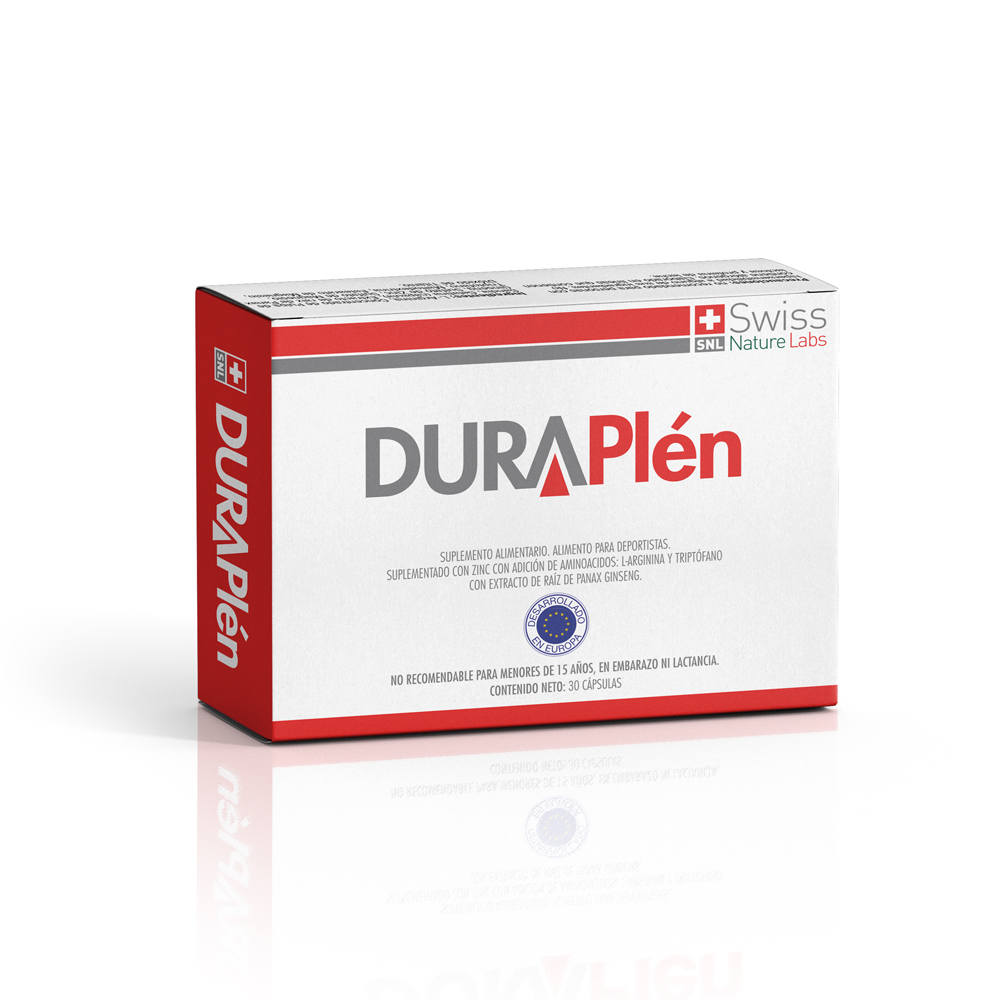 SNL
Swiss
Nature Labs
DURAPlén
SUPLEMENTO ALIMENTARIO. ALIMENTO PARA DEPORTISTAS.
SUPLEMENTADO CON ZINC CON ADICIÓN DE AMINOACIDOS: L-ARGININA Y TRIPTÓFANO
CON EXTRACTO DE RAÍZ DE PANAX GINSENG.
DESARROLLADO
EN EUROPA
NO RECOMENDABLE PARA MENORES DE 15 AÑOS, EN EMBARAZO NI LACTANCIA.
CONTENIDO NETO: 30 CÁPSULAS
SNL
DURAPlén